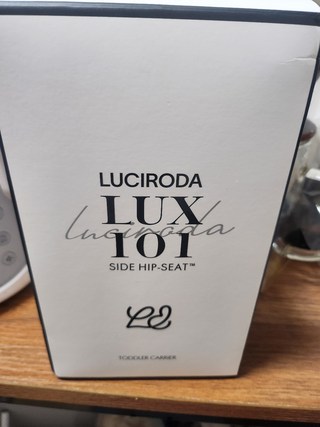 LUCIRODA
LUX
Luciroda
101
SIDE HIP-SEAT™
TODDLER CARRIER